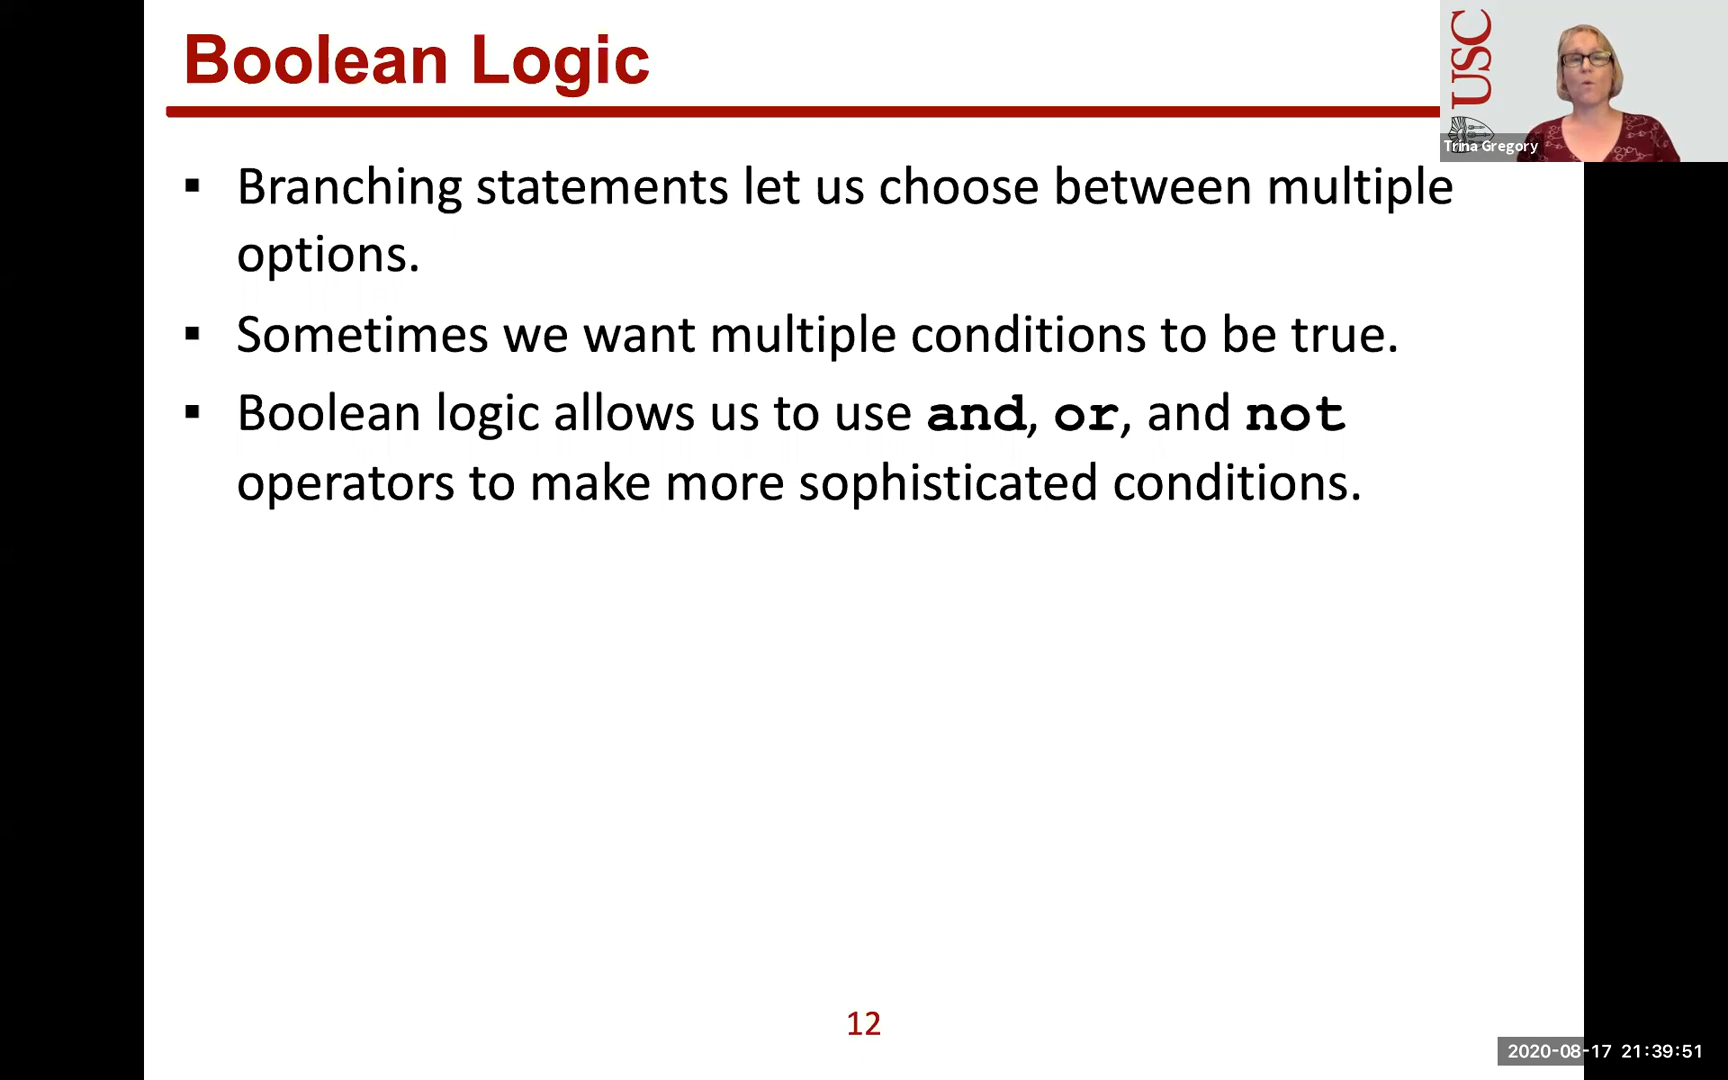 Boolean Logic
USC
Trina Gregory
▪ Branching statements let us choose between multiple
options.
▪ Sometimes we want multiple conditions to be true.
▪ Boolean logic allows us to use and, or, and not
operators to make more sophisticated conditions.
12
2020-08-17 21:39:51